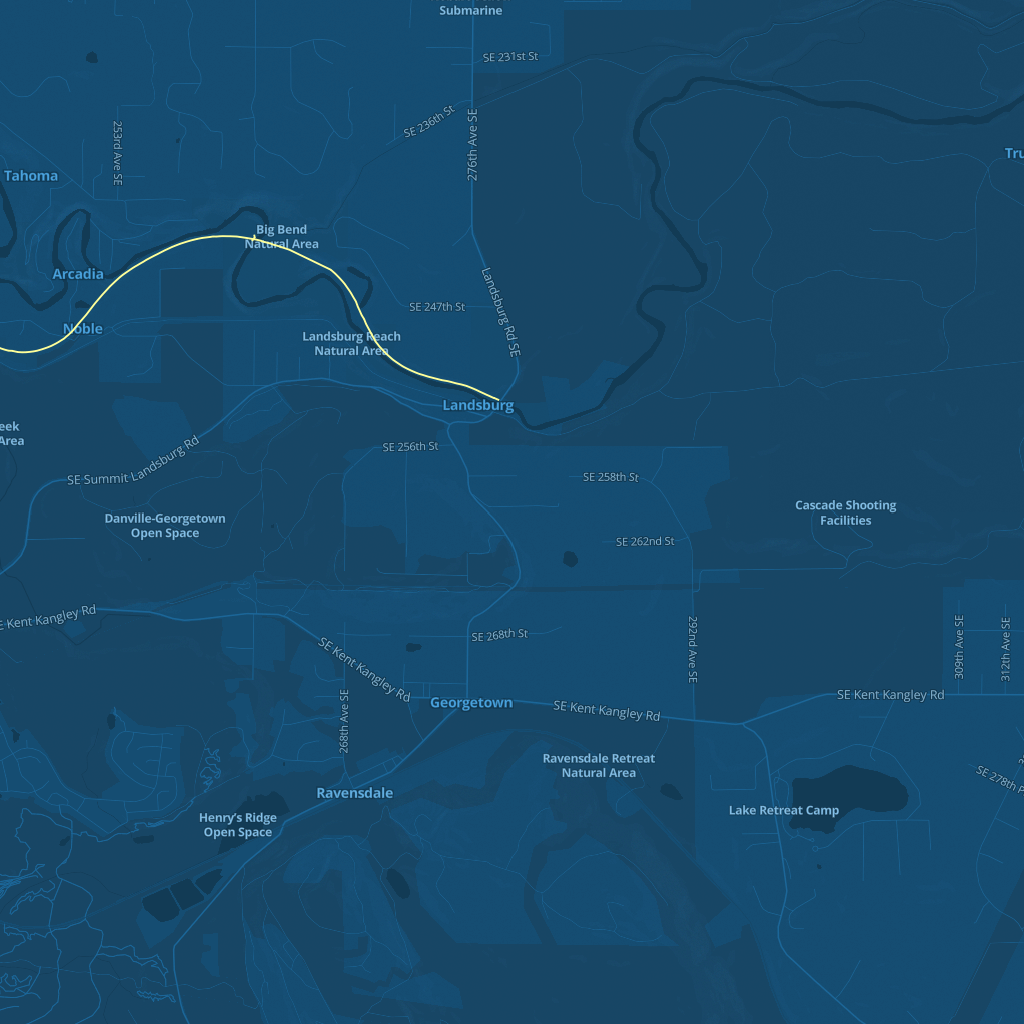 Submarine
SE 231st St
SE 236th St
276th Ave SE
253rd Ave SE
Tahoma
Big Bend
Natural Area
Arcadia
Noble
SE 247th St
Landsburg Rd SE
Landsburg Reach
Natural Area
Landsburg
eek
Area
SE 256th St
SE Summit Landsburg Rd
SE 258th St
Danville-Georgetown
Open Space
Cascade Shooting
Facilities
SE 262nd St
SE Kent Kangley Rd
SE 268th St
SE Kent Kangley Rd
292nd Ave SE
309th Ave SE
312th Ave SE
268th Ave SE
Georgetown
SE Kent Kangley Rd
SE Kent Kangley Rd
Ravensdale Retreat
Natural Area
SE 278th P
Ravensdale
Lake Retreat Camp
Henry's Ridge
Open Space
Tru